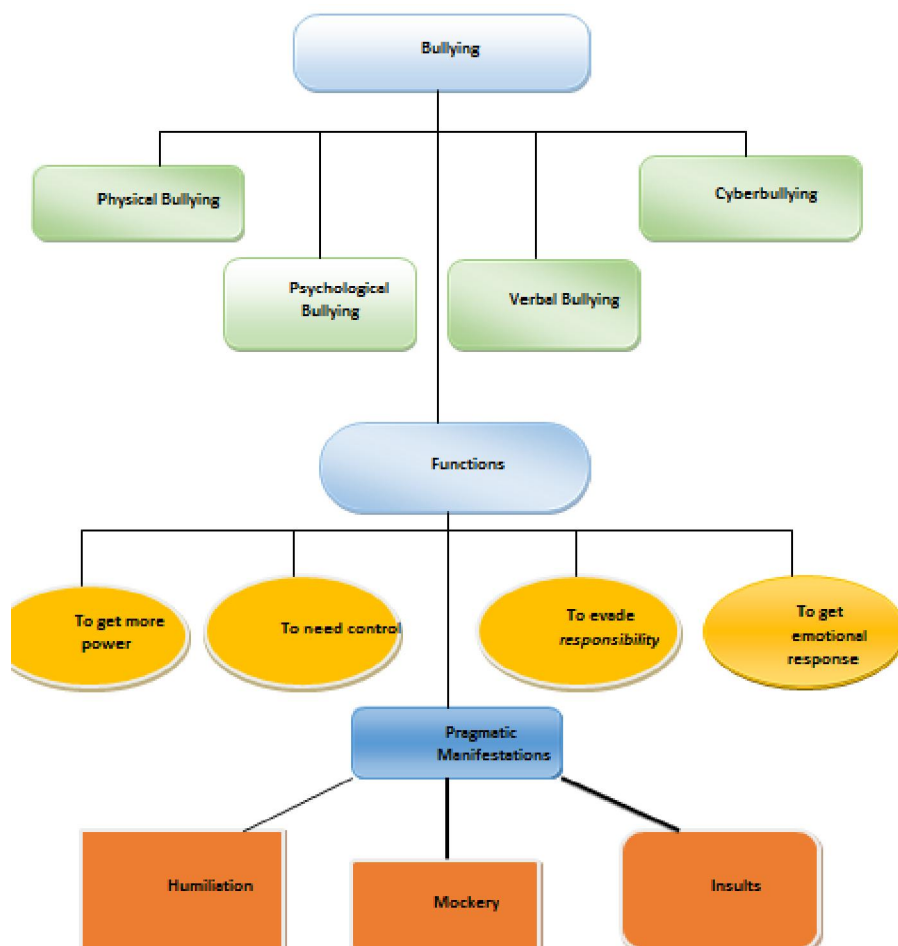 Bullying
Physical Bullying
Cyberbullying
Psychological
Bullying
Verbal Bullying
Functions
To get more
power
To need control
To evade
responsibility
To get
emotional
response
Pragmatic
Manifestations
Humiliation
Mockery
Insults